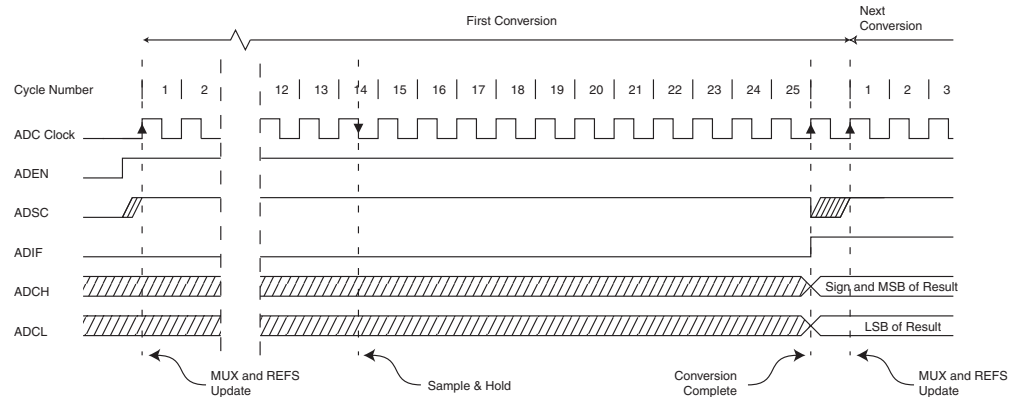 First Conversion
Next
Conversion
Cycle Number 1 2 12 13 14 15 16 17 18 19 20 21 22 23 24 25 1 2 3
ADC Clock
ADEN
ADSC
ADIF
ADCH
Sign and MSB of Result
ADCL
LSB of Result
MUX and REFS
Update
Sample & Hold
Conversion
Complete
MUX and REFS
Update